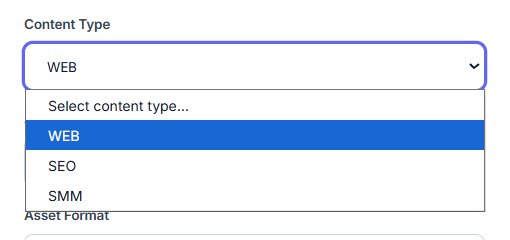 Content Type
WEB
Select content type...
WEB
SEO
SMM
Asset Format